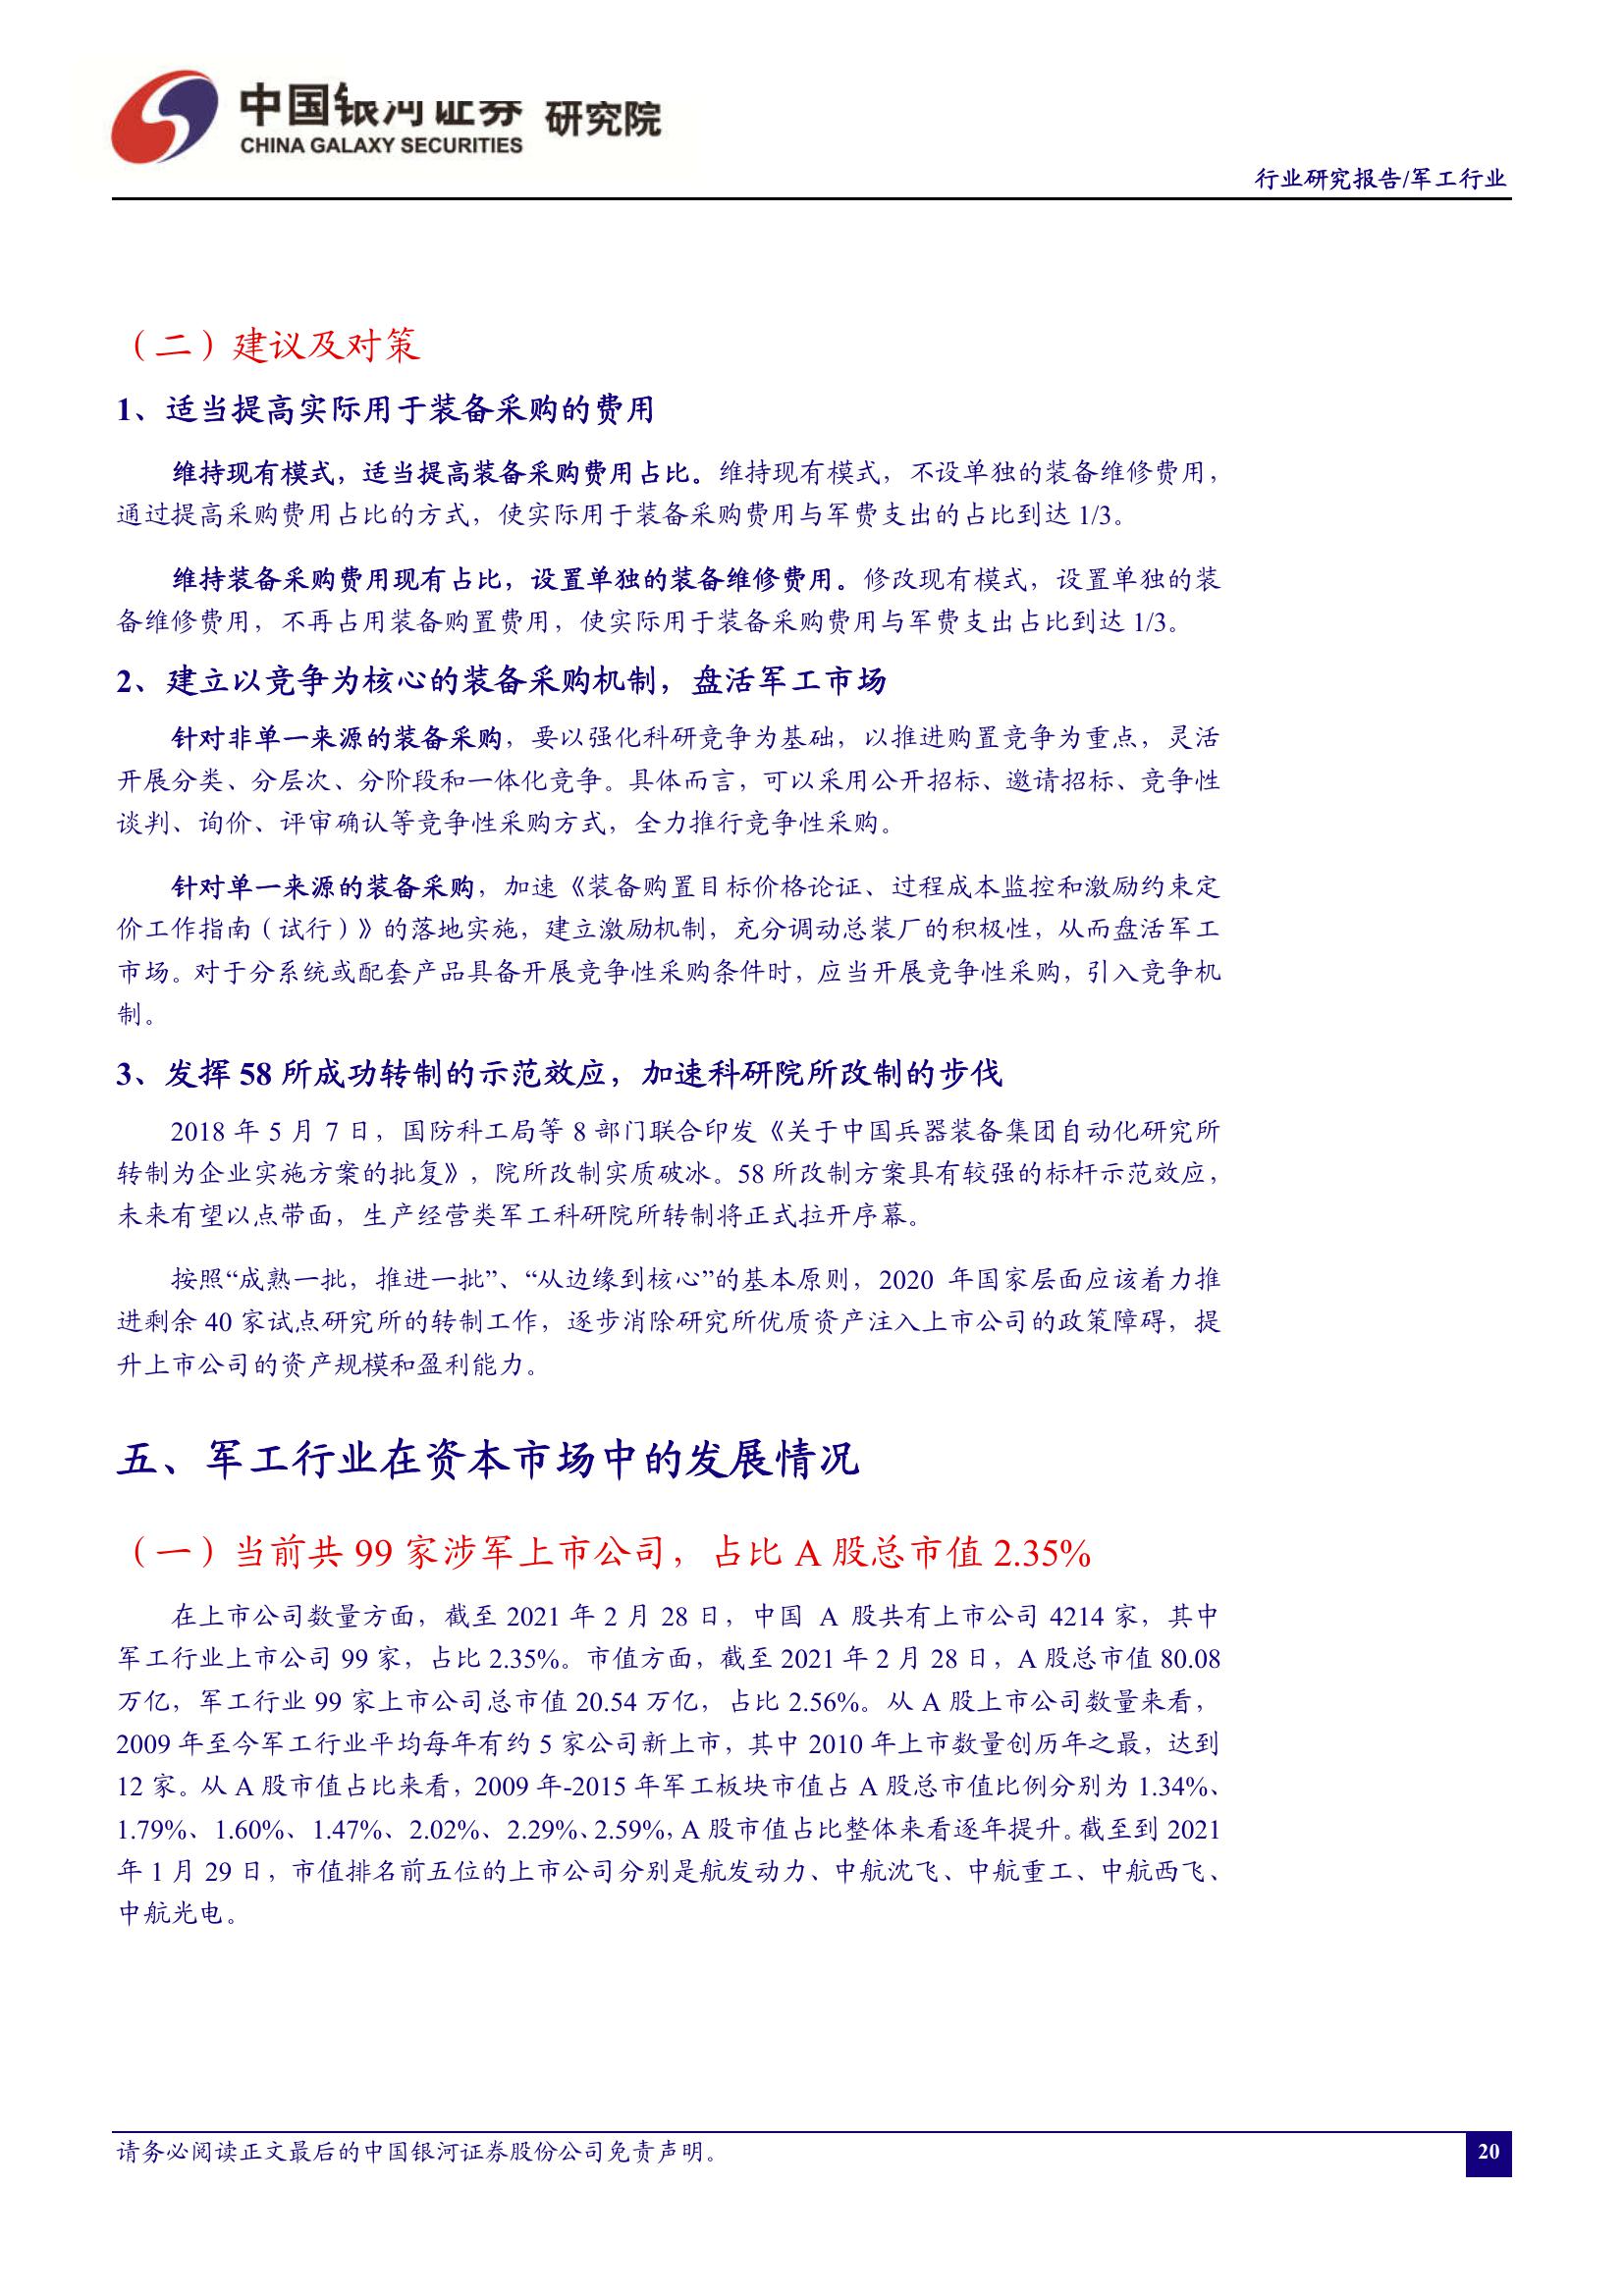 中国银河证券 研究院
CHINA GALAXY SECURITIES
行业研究报告/军工行业
（二）建议及对策
1、适当提高实际用于装备采购的费用
维持现有模式，适当提高装备采购费用占比。维持现有模式，不设单独的装备维修费用，
通过提高采购费用占比的方式，使实际用于装备采购费用与军费支出的占比到达 1/3。
维持装备采购费用现有占比，设置单独的装备维修费用。修改现有模式，设置单独的装
备维修费用，不再占用装备购置费用，使实际用于装备采购费用与军费支出占比到达 1/3。
2、建立以竞争为核心的装备采购机制，盘活军工市场
针对非单一来源的装备采购，要以强化科研竞争为基础，以推进购置竞争为重点，灵活
开展分类、分层次、分阶段和一体化竞争。具体而言，可以采用公开招标、邀请招标、竞争性
谈判、询价、评审确认等竞争性采购方式，全力推行竞争性采购。
针对单一来源的装备采购，加速《装备购置目标价格论证、过程成本监控和激励约束定
价工作指南（试行）》的落地实施，建立激励机制，充分调动总装厂的积极性，从而盘活军工
市场。对于分系统或配套产品具备开展竞争性采购条件时，应当开展竞争性采购，引入竞争机
制。
3、发挥 58 所成功转制的示范效应，加速科研院所改制的步伐
2018 年 5 月 7 日，国防科工局等 8 部门联合印发《关于中国兵器装备集团自动化研究所
转制为企业实施方案的批复》，院所改制实质破冰。58 所改制方案具有较强的标杆示范效应，
未来有望以点带面，生产经营类军工科研院所转制将正式拉开序幕。
按照“成熟一批，推进一批”、“从边缘到核心”的基本原则，2020 年国家层面应该着力推
进剩余 40 家试点研究所的转制工作，逐步消除研究所优质资产注入上市公司的政策障碍，提
升上市公司的资产规模和盈利能力。
五、军工行业在资本市场中的发展情况
（一）当前共 99 家涉军上市公司，占比 A 股总市值 2.35%
在上市公司数量方面，截至 2021 年 2 月 28 日，中国 A 股共有上市公司 4214 家，其中
军工行业上市公司 99 家，占比 2.35%。市值方面，截至 2021 年 2 月 28 日，A 股总市值 80.08
万亿，军工行业 99 家上市公司总市值 20.54 万亿，占比 2.56%。从 A 股上市公司数量来看，
2009 年至今军工行业平均每年有约 5 家公司新上市，其中 2010 年上市数量创历年之最，达到
12 家。从 A 股市值占比来看，2009 年-2015 年军工板块市值占 A 股总市值比例分别为 1.34%、
1.79%、1.60%、1.47%、2.02%、2.29%、2.59%，A 股市值占比整体来看逐年提升。截至到 2021
年 1 月 29 日，市值排名前五位的上市公司分别是航发动力、中航沈飞、中航重工、中航西飞、
中航光电。
请务必阅读正文最后的中国银河证券股份公司免责声明。
20